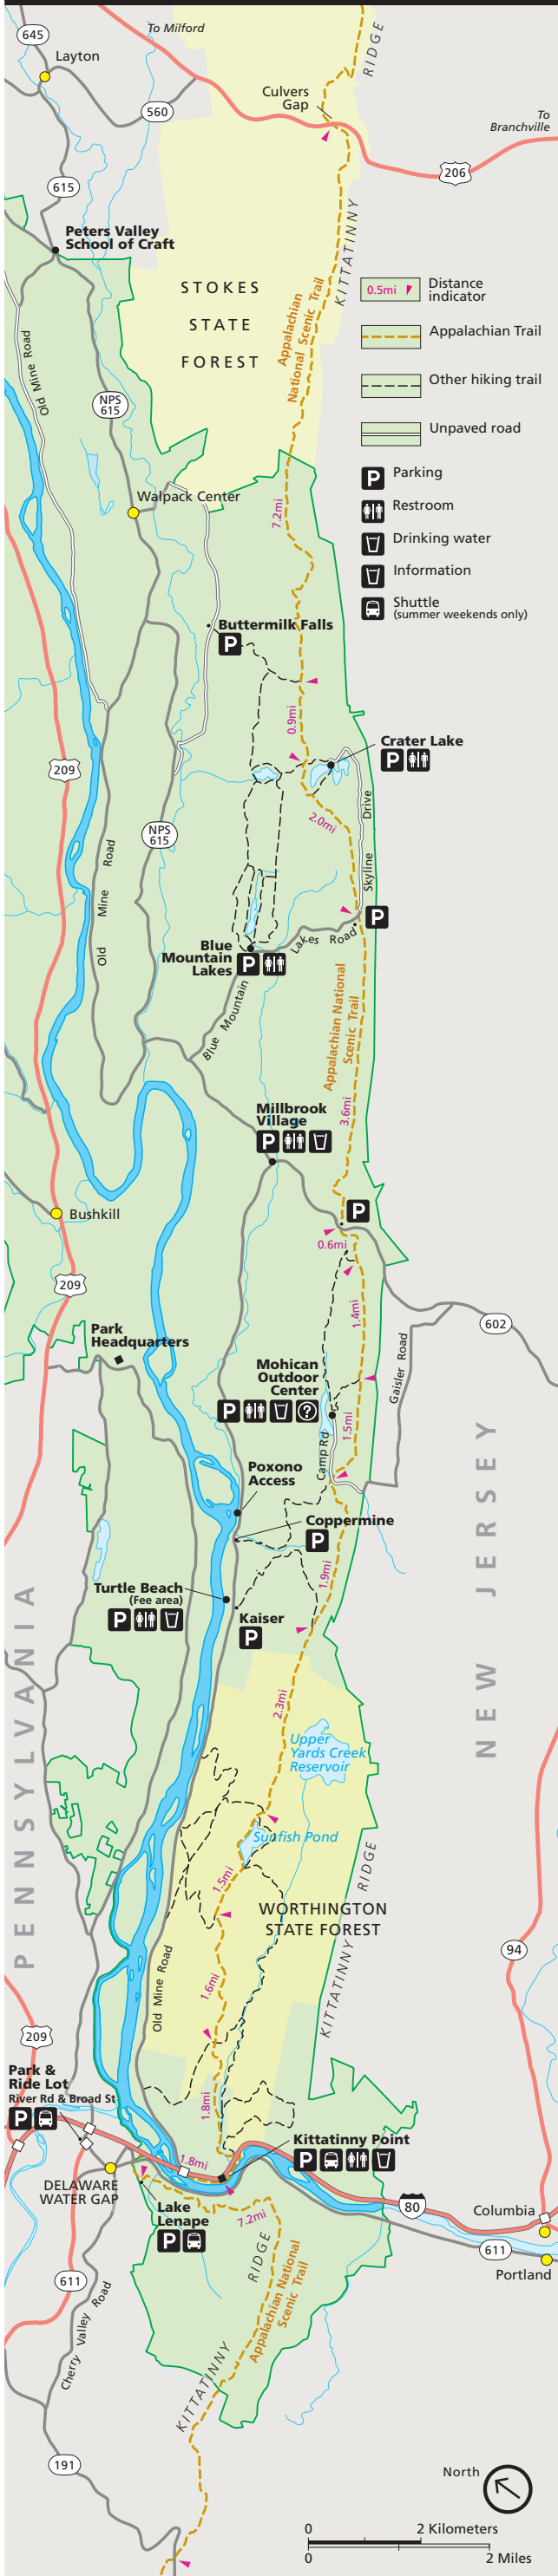 645
To Milford
RIDGE
Layton
Culvers
Gap
560
To
Branchville
206
615
Peters Valley
School of Craft
KITTATINNY
STOKES
STATE
FOREST
Appalachian
National Scenic Trail
0.5mi
Distance
indicator
Appalachian Trail
Old Mine Road
Other hiking trail
NPS
615
Unpaved road
P
Parking
Walpack Center
7.2mi
Restroom
Drinking water
Information
Shuttle
(summer weekends only)
Buttermilk Falls
P
0.9mi
Crater Lake
P
209
2.0mi
Skyline Drive
NPS
615
Old Mine Road
P
Blue
Mountain
Lakes
P
Blue Mountain Lakes Road
Appalachian National
Scenic Trail
3.6mi
Millbrook
Village
P
P
Bushkill
0.6mi
209
1.4mi
602
Park
Headquarters
Gaisler Road
Mohican
Outdoor
Center
P ?
Camp Rd
1.5mi
Poxono
Access
Coppermine
P
1.9mi
Turtle Beach
(Fee area)
P
Kaiser
P
PENNSYLVANIA
NEW JERSEY
2.3mi
Upper
Yards Creek
Reservoir
Sunfish Pond
1.5mi
WORTHINGTON
STATE FOREST
KITTATINNY RIDGE
94
Old Mine Road
1.6mi
209
Park &
Ride Lot
River Rd & Broad St
P
1.8mi
Kittatinny Point
P
1.8mi
DELAWARE
WATER GAP
80
Lake
Lenape
P
7.2mi
Columbia
611
Portland
611
Cherry Valley Road
KITTATINNY RIDGE
Appalachian National
Scenic Trail
191
North
0 2 Kilometers
0 2 Miles